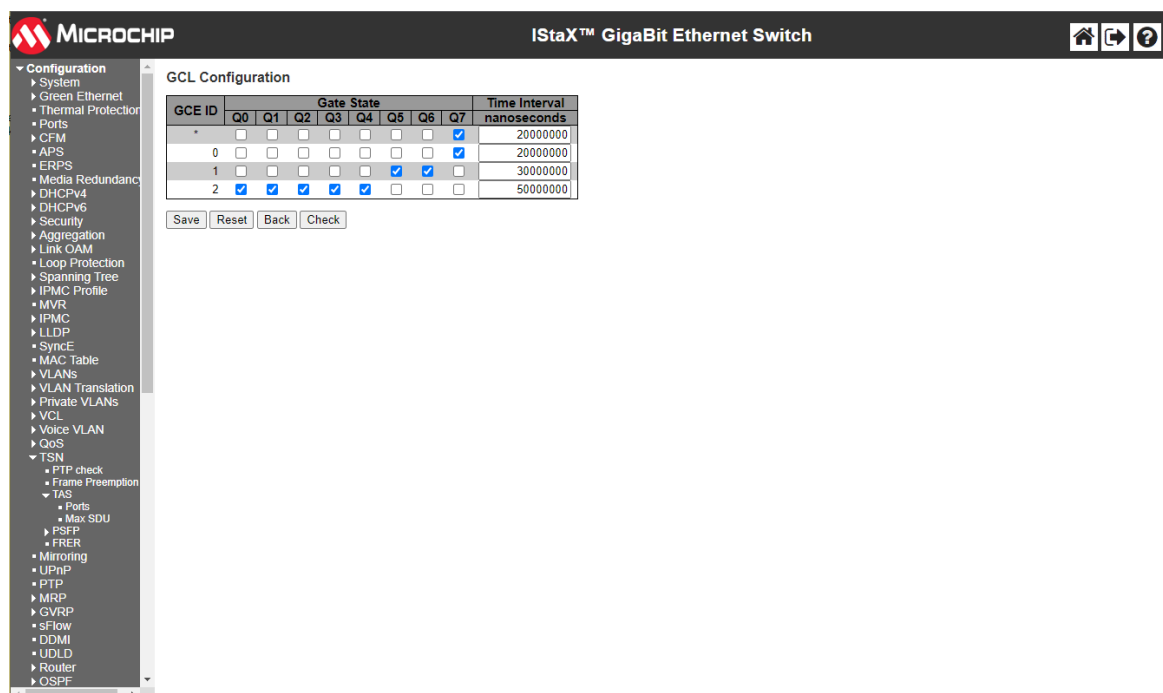 MICROCHIP
IStaX™ GigaBit Ethernet Switch
Configuration
System
Green Ethernet
Thermal Protection
Ports
CFM
APS
ERPS
Media Redundancy
DHCPv4
DHCPv6
Security
Aggregation
Link OAM
Loop Protection
Spanning Tree
IPMC Profile
MVR
IPMC
LLDP
SyncE
MAC Table
VLANs
VLAN Translation
Private VLANs
VCL
Voice VLAN
QoS
TSN
PTP check
Frame Preemption
TAS
Ports
Max SDU
PSFP
FRER
Mirroring
UPnP
PTP
MRP
GVRP
sFlow
DDMI
UDLD
Router
OSPF
GCL Configuration
GCE ID Gate State Time Interval
Q0 Q1 Q2 Q3 Q4 Q5 Q6 Q7 nanoseconds
* 20000000
0 20000000
1 30000000
2 50000000
Save Reset Back Check